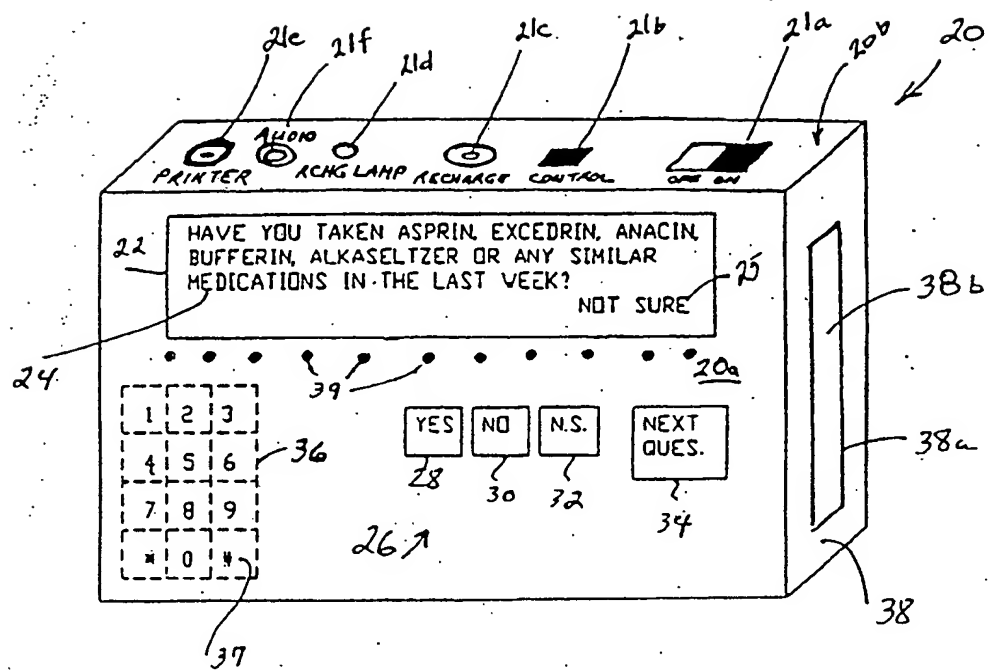 21e 21f 21d 21c 21b 21a 20b 20
AUDIO
PRINTER RCHG LAMP RECHARGE CONTROL OFF ON
22
HAVE YOU TAKEN ASPRIN, EXCEDRIN, ANACIN,
BUFFERIN, ALKASELTZER OR ANY SIMILAR
MEDICATIONS IN THE LAST WEEK?
NOT SURE
25
38b
24
39
20a
1 2 3
4 5 6
7 8 9
* 0 #
36
37
YES NO N.S. NEXT
QUES.
28 30 32 34
26
38a
38